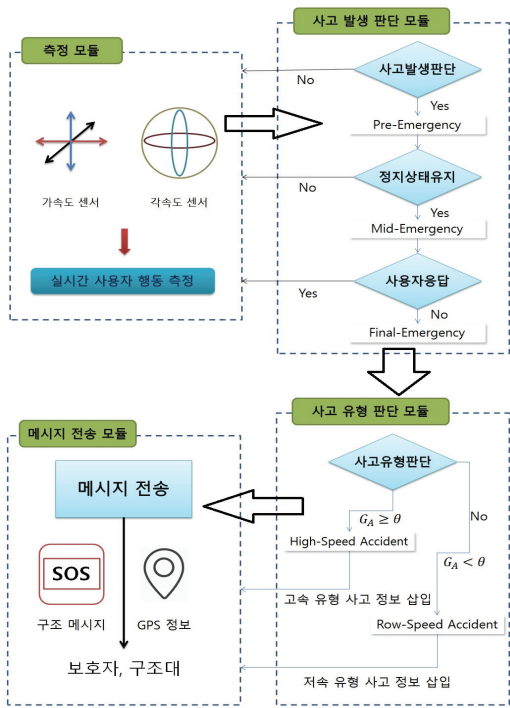 측정 모듈
가속도 센서
각속도 센서
실시간 사용자 행동 측정
사고 발생 판단 모듈
사고발생판단
No
Yes
Pre-Emergency
정지상태유지
No
Yes
Mid-Emergency
사용자응답
Yes
No
Final-Emergency
사고 유형 판단 모듈
사고유형판단
G_A ≥ θ
No
High-Speed Accident
G_A < θ
고속 유형 사고 정보 삽입
Row-Speed Accident
저속 유형 사고 정보 삽입
메시지 전송 모듈
메시지 전송
SOS
구조 메시지
GPS 정보
보호자, 구조대